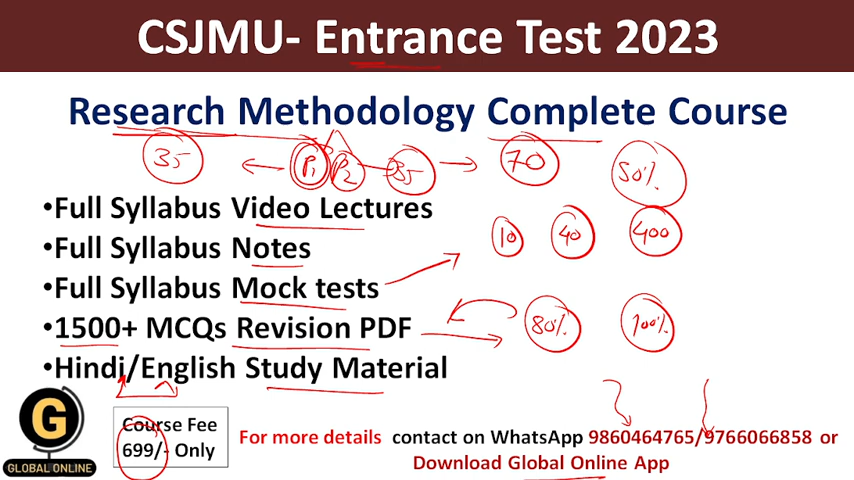 CSJMU- Entrance Test 2023
Research Methodology Complete Course
35 P1 P2 35 70 50%
•Full Syllabus Video Lectures
•Full Syllabus Notes
10 40 400
•Full Syllabus Mock tests
•1500+ MCQs Revision PDF
80% 100%
•Hindi/English Study Material
G
GLOBAL ONLINE
Course Fee
699/- Only
For more details contact on WhatsApp 9860464765/9766066858 or
Download Global Online App